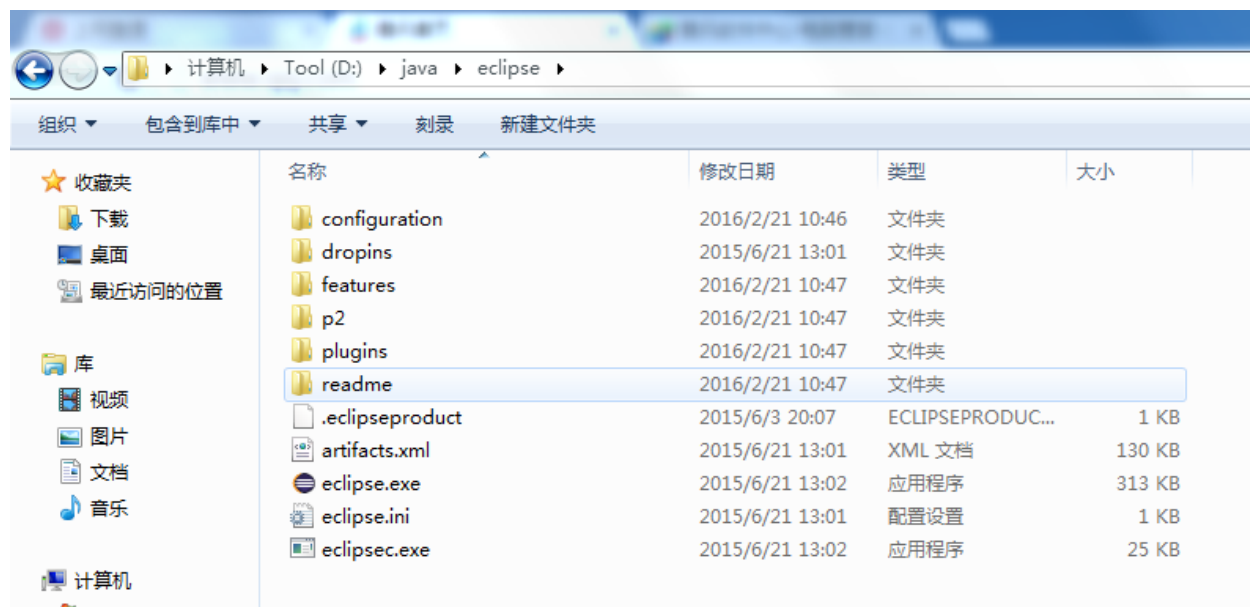 计算机 Tool (D:) java eclipse
组织 包含到库中 共享 刻录 新建文件夹
名称 修改日期 类型 大小
收藏夹
下载
桌面
最近访问的位置
库
视频
图片
文档
音乐
计算机
configuration 2016/2/21 10:46 文件夹
dropins 2015/6/21 13:01 文件夹
features 2016/2/21 10:47 文件夹
p2 2016/2/21 10:47 文件夹
plugins 2016/2/21 10:47 文件夹
readme 2016/2/21 10:47 文件夹
.eclipseproduct 2015/6/3 20:07 ECLIPSEPRODUC... 1 KB
artifacts.xml 2015/6/21 13:01 XML 文档 130 KB
eclipse.exe 2015/6/21 13:02 应用程序 313 KB
eclipse.ini 2015/6/21 13:01 配置设置 1 KB
eclipsec.exe 2015/6/21 13:02 应用程序 25 KB